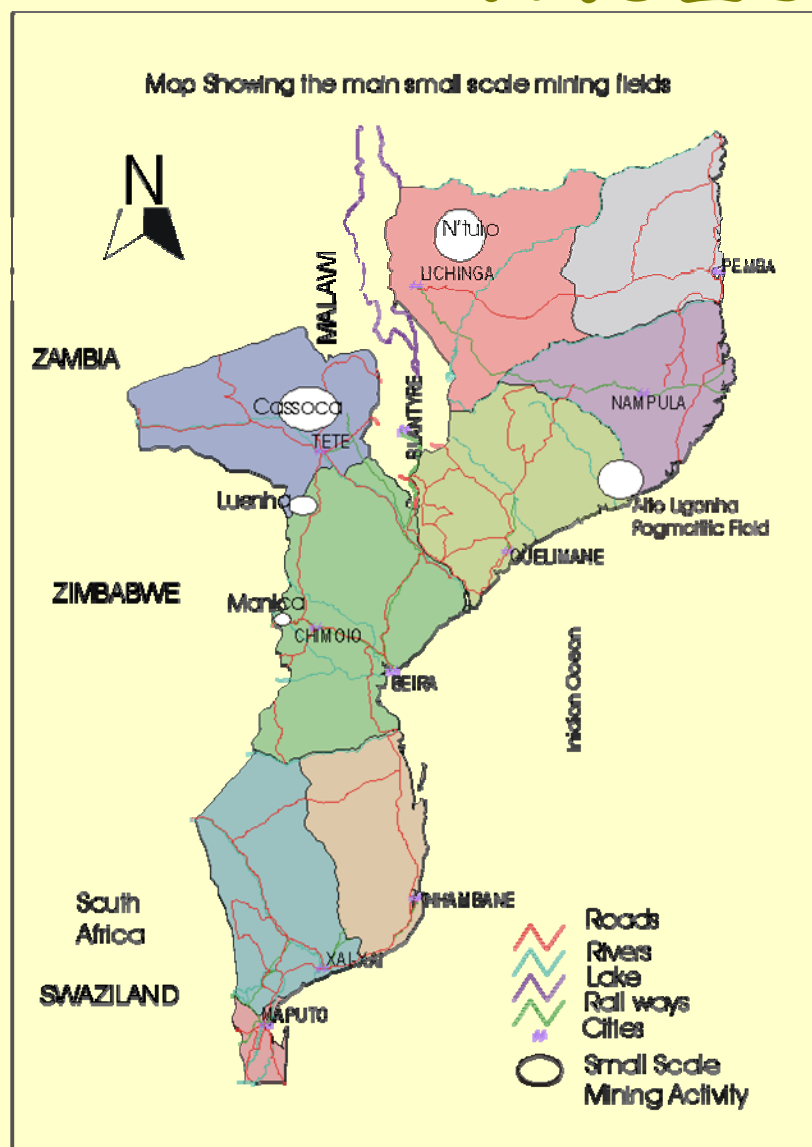 Map Showing the main small scale mining fields
N
N'tuio
LICHINGA
PEMBA
MALAWI
ZAMBIA
Cassoca
BLANTYRE
NAMPULA
TETE
Luenha
Alto Ligonha
Pegmatitic Field
QUELIMANE
ZIMBABWE
Manica
CHIMOIO
BEIRA
Inidian Ocean
South
Africa
INHAMBANE
XAI-XAI
SWAZILAND
MAPUTO
Roads
Rivers
Lake
Rail ways
Cities
Small Scale
Mining Activity